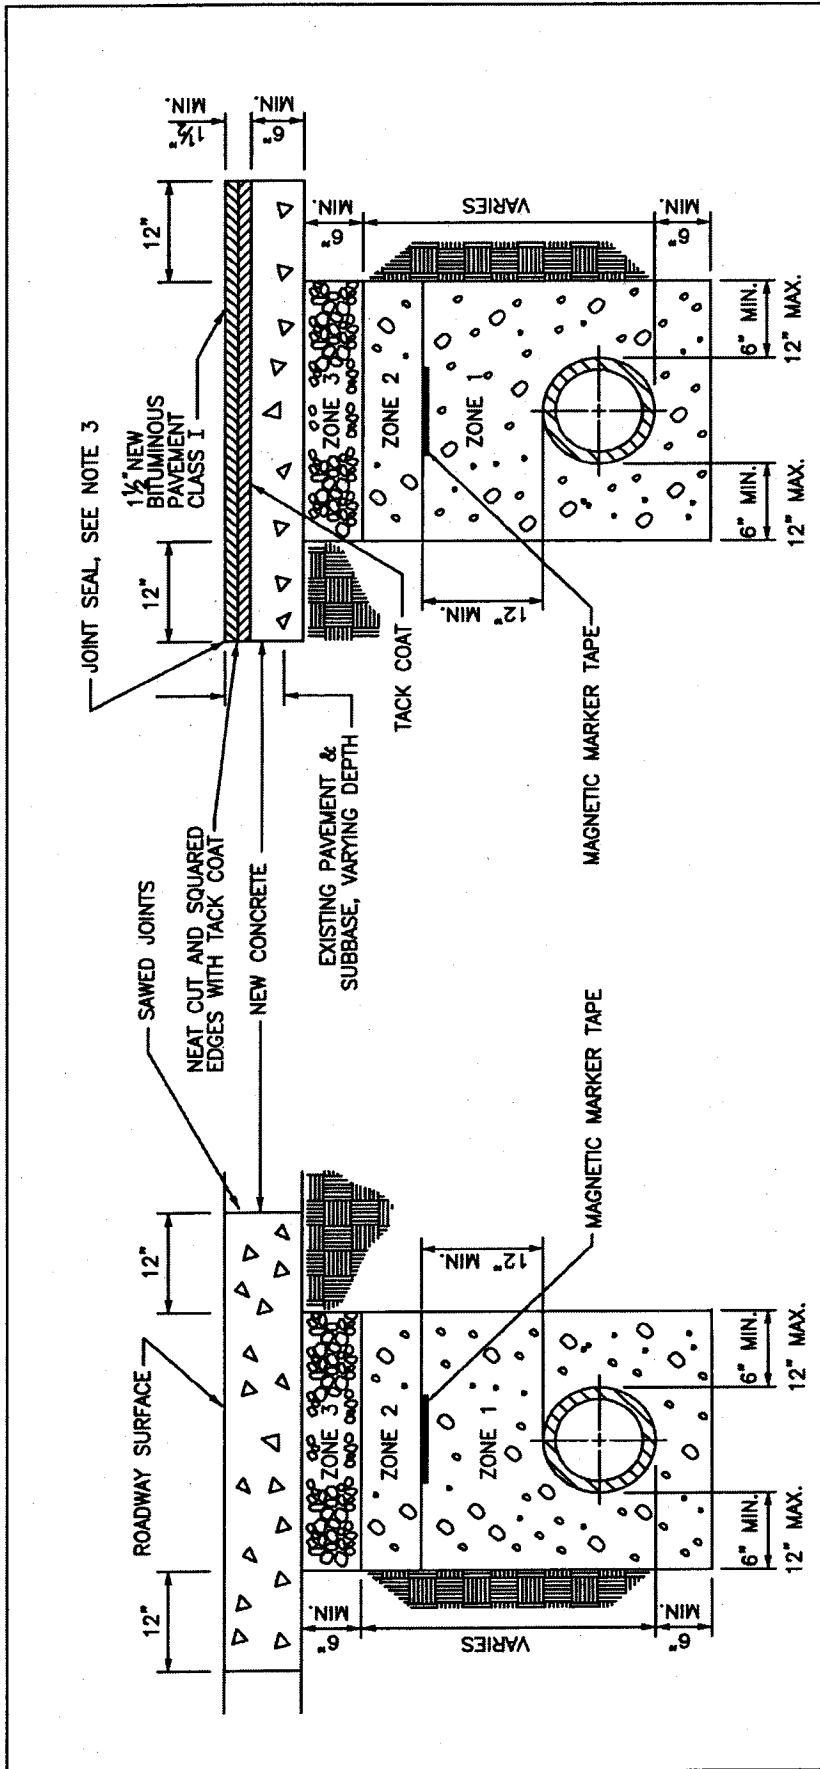 ROADWAY SURFACE
12"
12"
SAWED JOINTS
NEAT CUT AND SQUARED
EDGES WITH TACK COAT
NEW CONCRETE
EXISTING PAVEMENT &
SUBBASE, VARYING DEPTH
ZONE 3
ZONE 2
ZONE 1
6"
MIN.
VARIES
6"
MIN.
12" MIN.
6" MIN.
12" MAX.
6" MIN.
12" MAX.
MAGNETIC MARKER TAPE
JOINT SEAL, SEE NOTE 3
1½" NEW
BITUMINOUS
PAVEMENT
CLASS I
12"
12"
1½"
MIN.
6"
MIN.
TACK COAT
ZONE 3
ZONE 2
ZONE 1
6"
MIN.
VARIES
6"
MIN.
12" MIN.
6" MIN.
12" MAX.
6" MIN.
12" MAX.
MAGNETIC MARKER TAPE